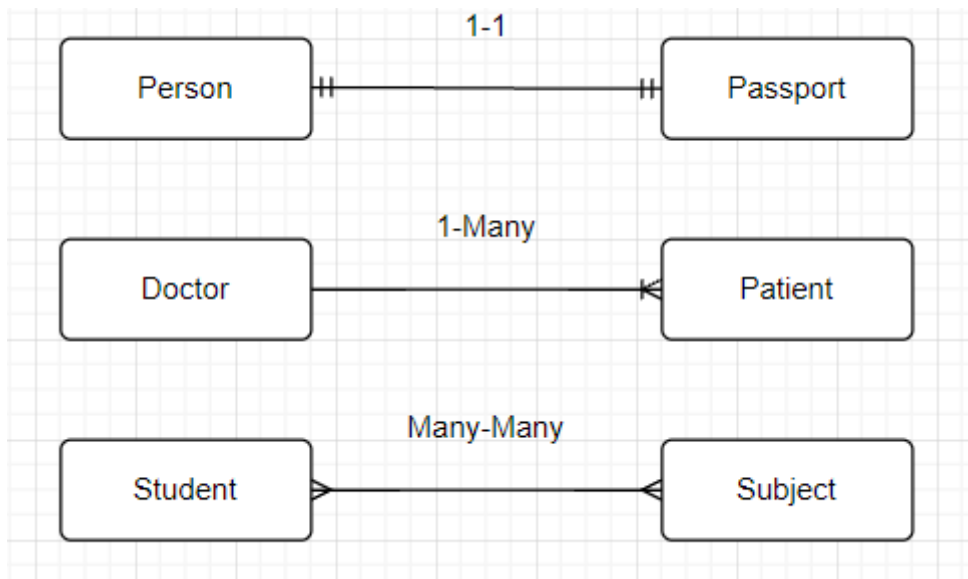 1-1
Person
Passport
1-Many
Doctor
Patient
Many-Many
Student
Subject